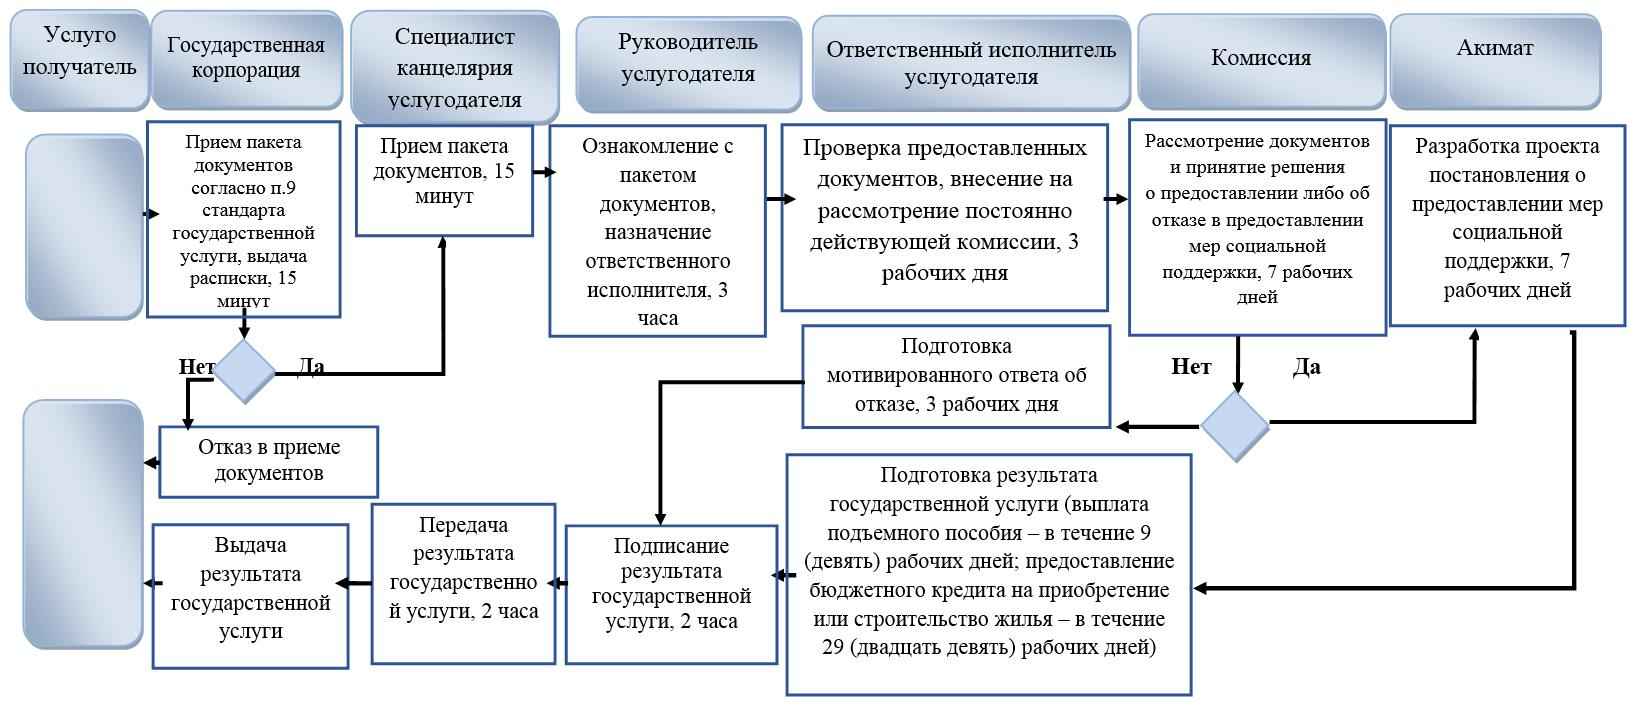 Услуго
получатель
Государственная
корпорация
Специалист
канцелярия
услугодателя
Руководитель
услугодателя
Ответственный исполнитель
услугодателя
Комиссия
Акимат
Прием пакета
документов
согласно п.9
стандарта
государственной
услуги, выдача
расписки, 15
минут
Прием пакета
документов, 15
минут
Ознакомление с
пакетом
документов,
назначение
ответственного
исполнителя, 3
часа
Проверка предоставленных
документов, внесение на
рассмотрение постоянно
действующей комиссии, 3
рабочих дня
Рассмотрение документов
и принятие решения
о предоставлении либо об
отказе в предоставлении
мер социальной
поддержки, 7 рабочих
дней
Разработка проекта
постановления о
предоставлении мер
социальной
поддержки, 7
рабочих дней
Нет
Да
Подготовка
мотивированного ответа об
отказе, 3 рабочих дня
Нет
Да
Отказ в приеме
документов
Выдача
результата
государственной
услуги
Передача
результата
государственно
й услуги, 2 часа
Подписание
результата
государственной
услуги, 2 часа
Подготовка результата
государственной услуги (выплата
подъемного пособия – в течение 9
(девять) рабочих дней; предоставление
бюджетного кредита на приобретение
или строительство жилья – в течение
29 (двадцать девять) рабочих дней)